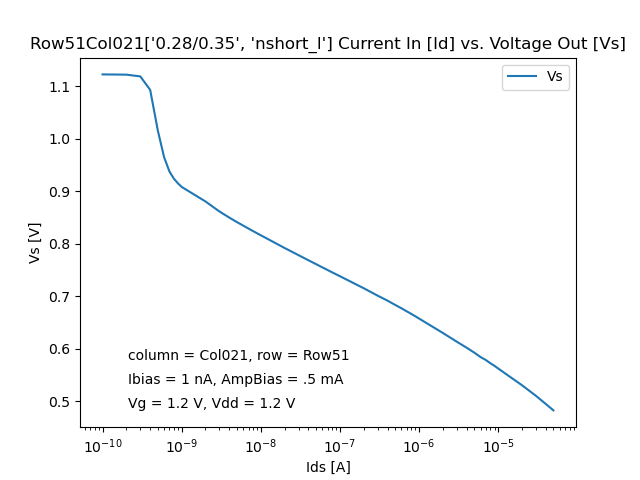 Row51Col021['0.28/0.35', 'nshort_l'] Current In [Id] vs. Voltage Out [Vs]
Vs
1.1
1.0
0.9
0.8
0.7
0.6
0.5
Vs [V]
column = Col021, row = Row51
Ibias = 1 nA, AmpBias = .5 mA
Vg = 1.2 V, Vdd = 1.2 V
10⁻¹⁰ 10⁻⁹ 10⁻⁸ 10⁻⁷ 10⁻⁶ 10⁻⁵
Ids [A]